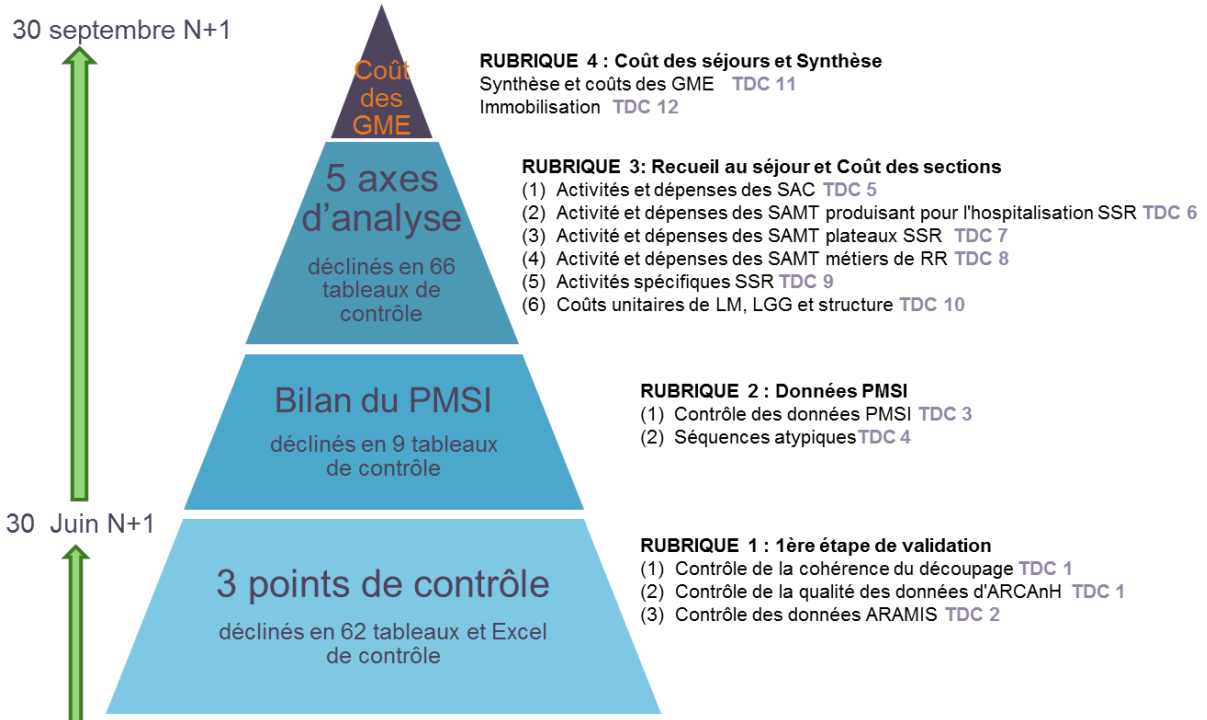 30 septembre N+1
Coût
des
GME
RUBRIQUE 4 : Coût des séjours et Synthèse
Synthèse et coûts des GME TDC 11
Immobilisation TDC 12
5 axes
d'analyse
déclinés en 66
tableaux de
contrôle
RUBRIQUE 3: Recueil au séjour et Coût des sections
(1) Activités et dépenses des SAC TDC 5
(2) Activité et dépenses des SAMT produisant pour l'hospitalisation SSR TDC 6
(3) Activité et dépenses des SAMT plateaux SSR TDC 7
(4) Activité et dépenses des SAMT métiers de RR TDC 8
(5) Activités spécifiques SSR TDC 9
(6) Coûts unitaires de LM, LGG et structure TDC 10
Bilan du PMSI
déclinés en 9 tableaux
de contrôle
RUBRIQUE 2 : Données PMSI
(1) Contrôle des données PMSI TDC 3
(2) Séquences atypiques TDC 4
30 Juin N+1
3 points de contrôle
déclinés en 62 tableaux et Excel
de contrôle
RUBRIQUE 1 : 1ère étape de validation
(1) Contrôle de la cohérence du découpage TDC 1
(2) Contrôle de la qualité des données d'ARCAnH TDC 1
(3) Contrôle des données ARAMIS TDC 2